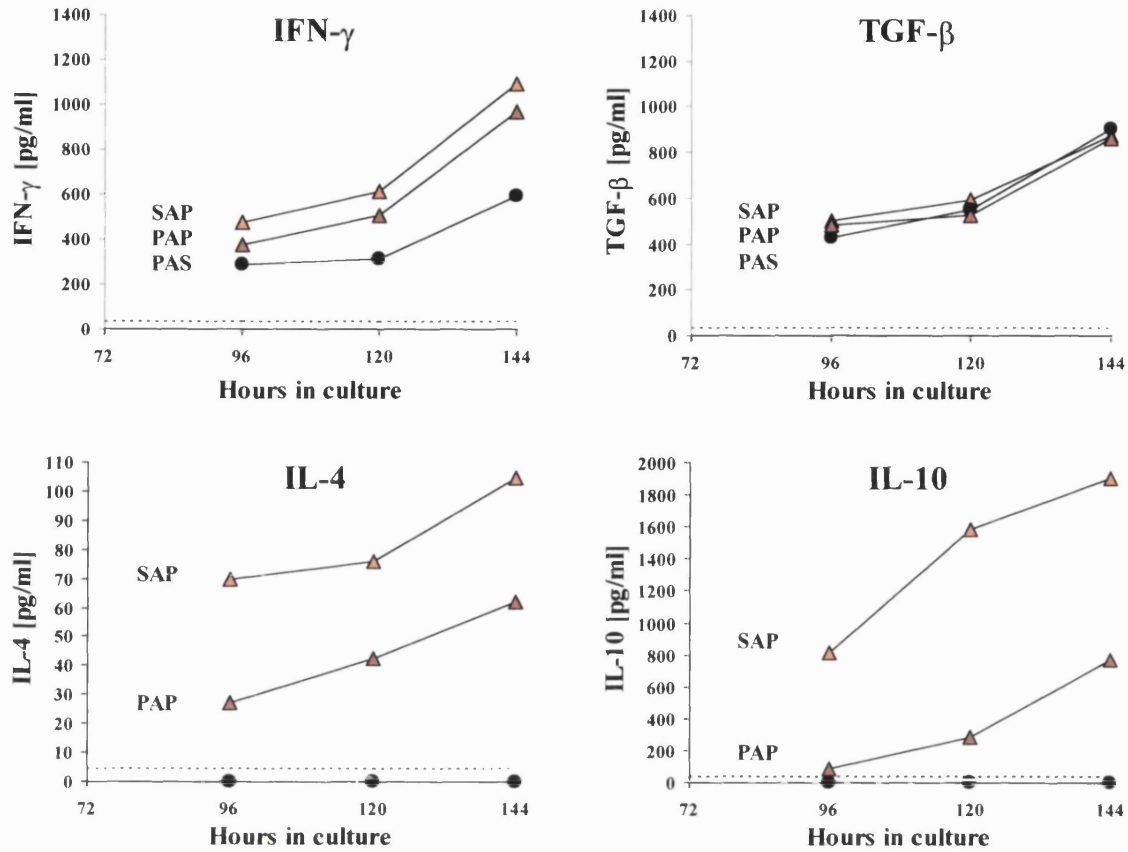 IFN-γ
IFN-γ [pg/ml]
1400
1200
1000
800
600
400
200
0
SAP
PAP
PAS
72 96 120 144
Hours in culture
TGF-β
TGF-β [pg/ml]
1400
1200
1000
800
600
400
200
0
SAP
PAP
PAS
72 96 120 144
Hours in culture
IL-4
IL-4 [pg/ml]
110
100
90
80
70
60
50
40
30
20
10
0
SAP
PAP
72 96 120 144
Hours in culture
IL-10
IL-10 [pg/ml]
2000
1800
1600
1400
1200
1000
800
600
400
200
0
SAP
PAP
72 96 120 144
Hours in culture